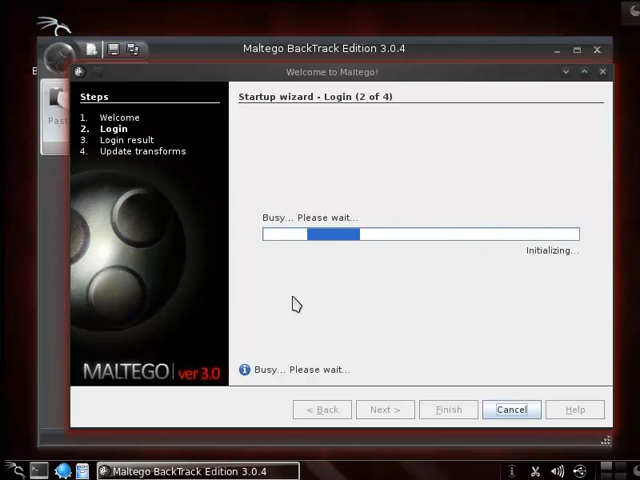 Maltego BackTrack Edition 3.0.4
Welcome to Maltego!
Steps
1. Welcome
2. Login
3. Login result
4. Update transforms
Startup wizard - Login (2 of 4)
Past
Busy... Please wait...
Initializing...
MALTEGO ver 3.0
Busy... Please wait...
< Back
Next >
Finish
Cancel
Help
Maltego BackTrack Edition 3.0.4